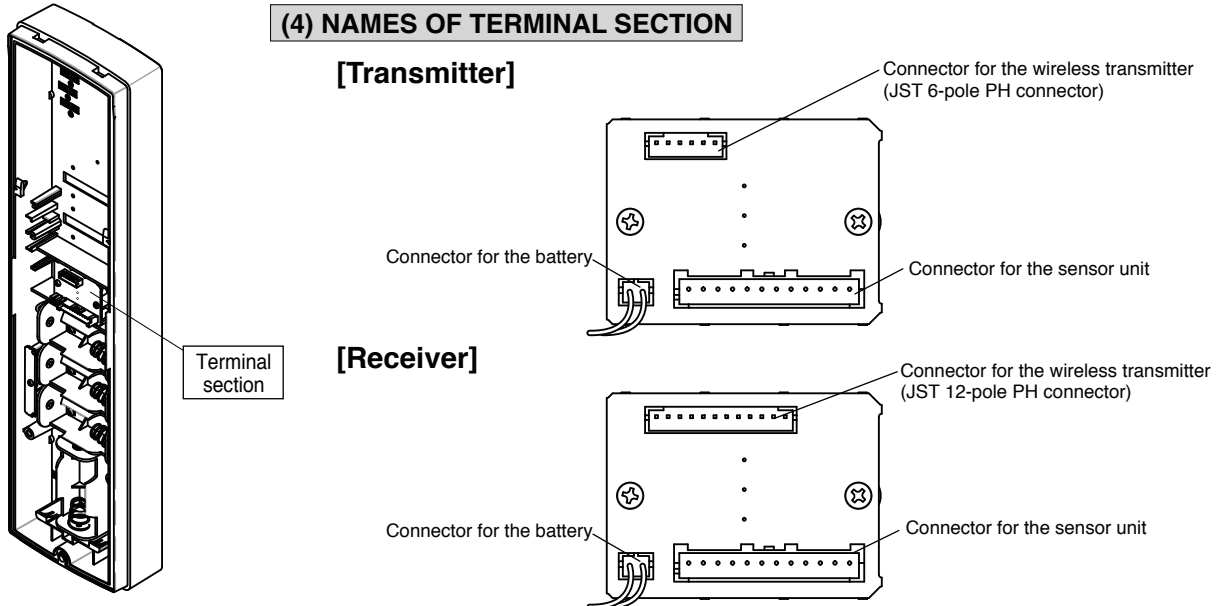 (4) NAMES OF TERMINAL SECTION
[Transmitter]
Connector for the wireless transmitter
(JST 6-pole PH connector)
Connector for the battery
Connector for the sensor unit
Terminal
section
[Receiver]
Connector for the wireless transmitter
(JST 12-pole PH connector)
Connector for the battery
Connector for the sensor unit